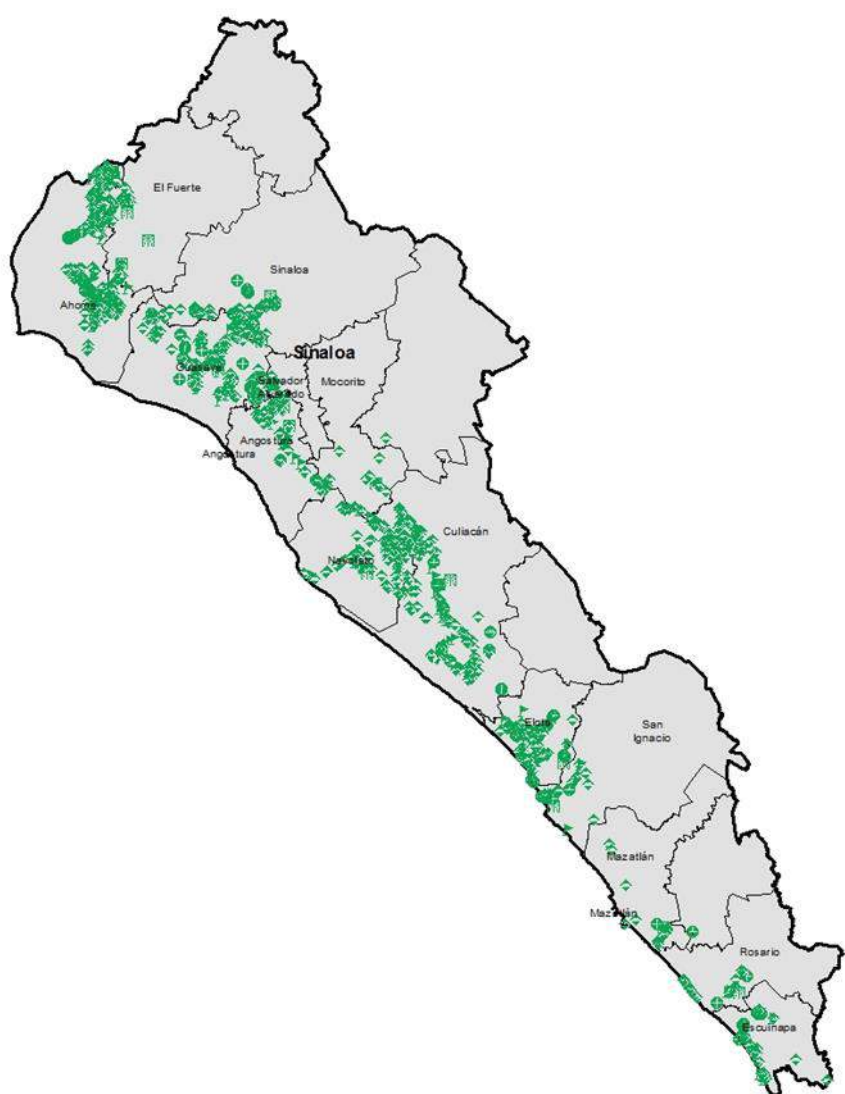 El Fuerte
Sinaloa
Ahome
Sinaloa
Guasave
Salvador
Alvarado
Mocorito
Angostura
Angostura
Culiacán
Navolato
Elota
San
Ignacio
Mazatlán
Mazatlán
Rosario
Escuinapa